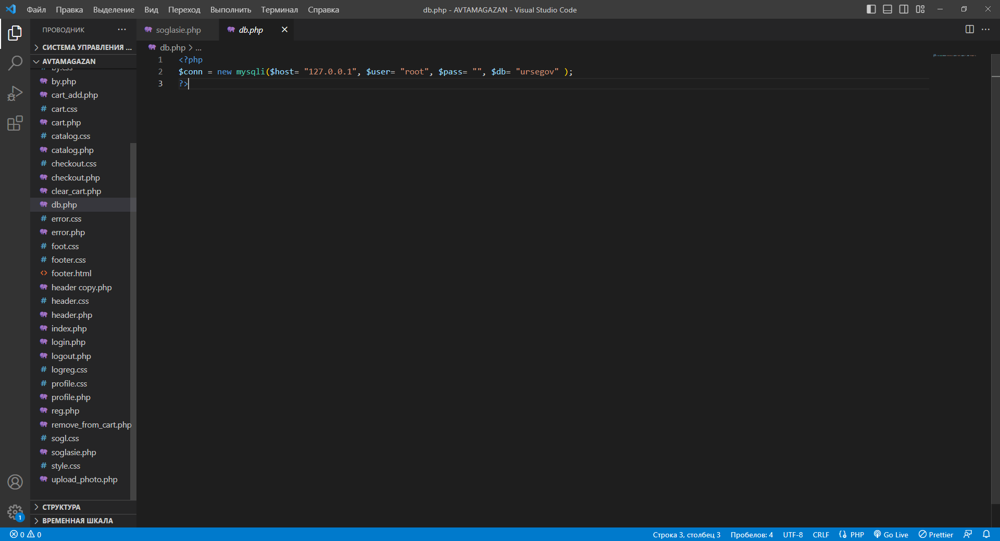 Файл Правка Выделение Вид Переход Выполнить Терминал Справка
db.php - AVTAMAGAZAN - Visual Studio Code
ПРОВОДНИК ...
СИСТЕМА УПРАВЛЕНИЯ ...
AVTAMAGAZAN
by.css
by.php
cart_add.php
cart.css
cart.php
catalog.css
catalog.php
checkout.css
checkout.php
clear_cart.php
db.php
error.css
error.php
foot.css
footer.css
footer.html
header copy.php
header.css
header.php
index.php
login.php
logout.php
logreg.css
profile.css
profile.php
reg.php
remove_from_cart.php
sogl.css
soglasie.php
style.css
upload_photo.php
СТРУКТУРА
ВРЕМЕННАЯ ШКАЛА
soglasie.php
db.php
db.php > ...
1 <?php
2 $conn = new mysqli($host= "127.0.0.1", $user= "root", $pass= "", $db= "ursegov" );
3 ?>
1
0 0
Строка 3, столбец 3 Пробелов: 4 UTF-8 CRLF PHP Go Live Prettier